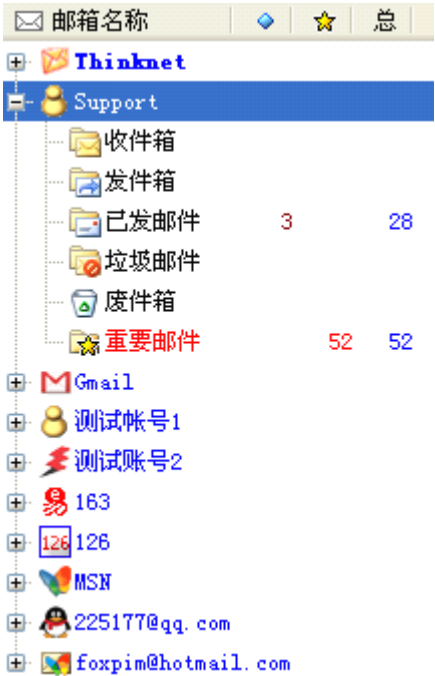 邮箱名称 总
Thinknet
Support
收件箱
发件箱
已发邮件 3 28
垃圾邮件
废件箱
重要邮件 52 52
Gmail
测试帐号1
测试账号2
易 163
126 126
MSN
225177@qq.com
foxpim@hotmail.com